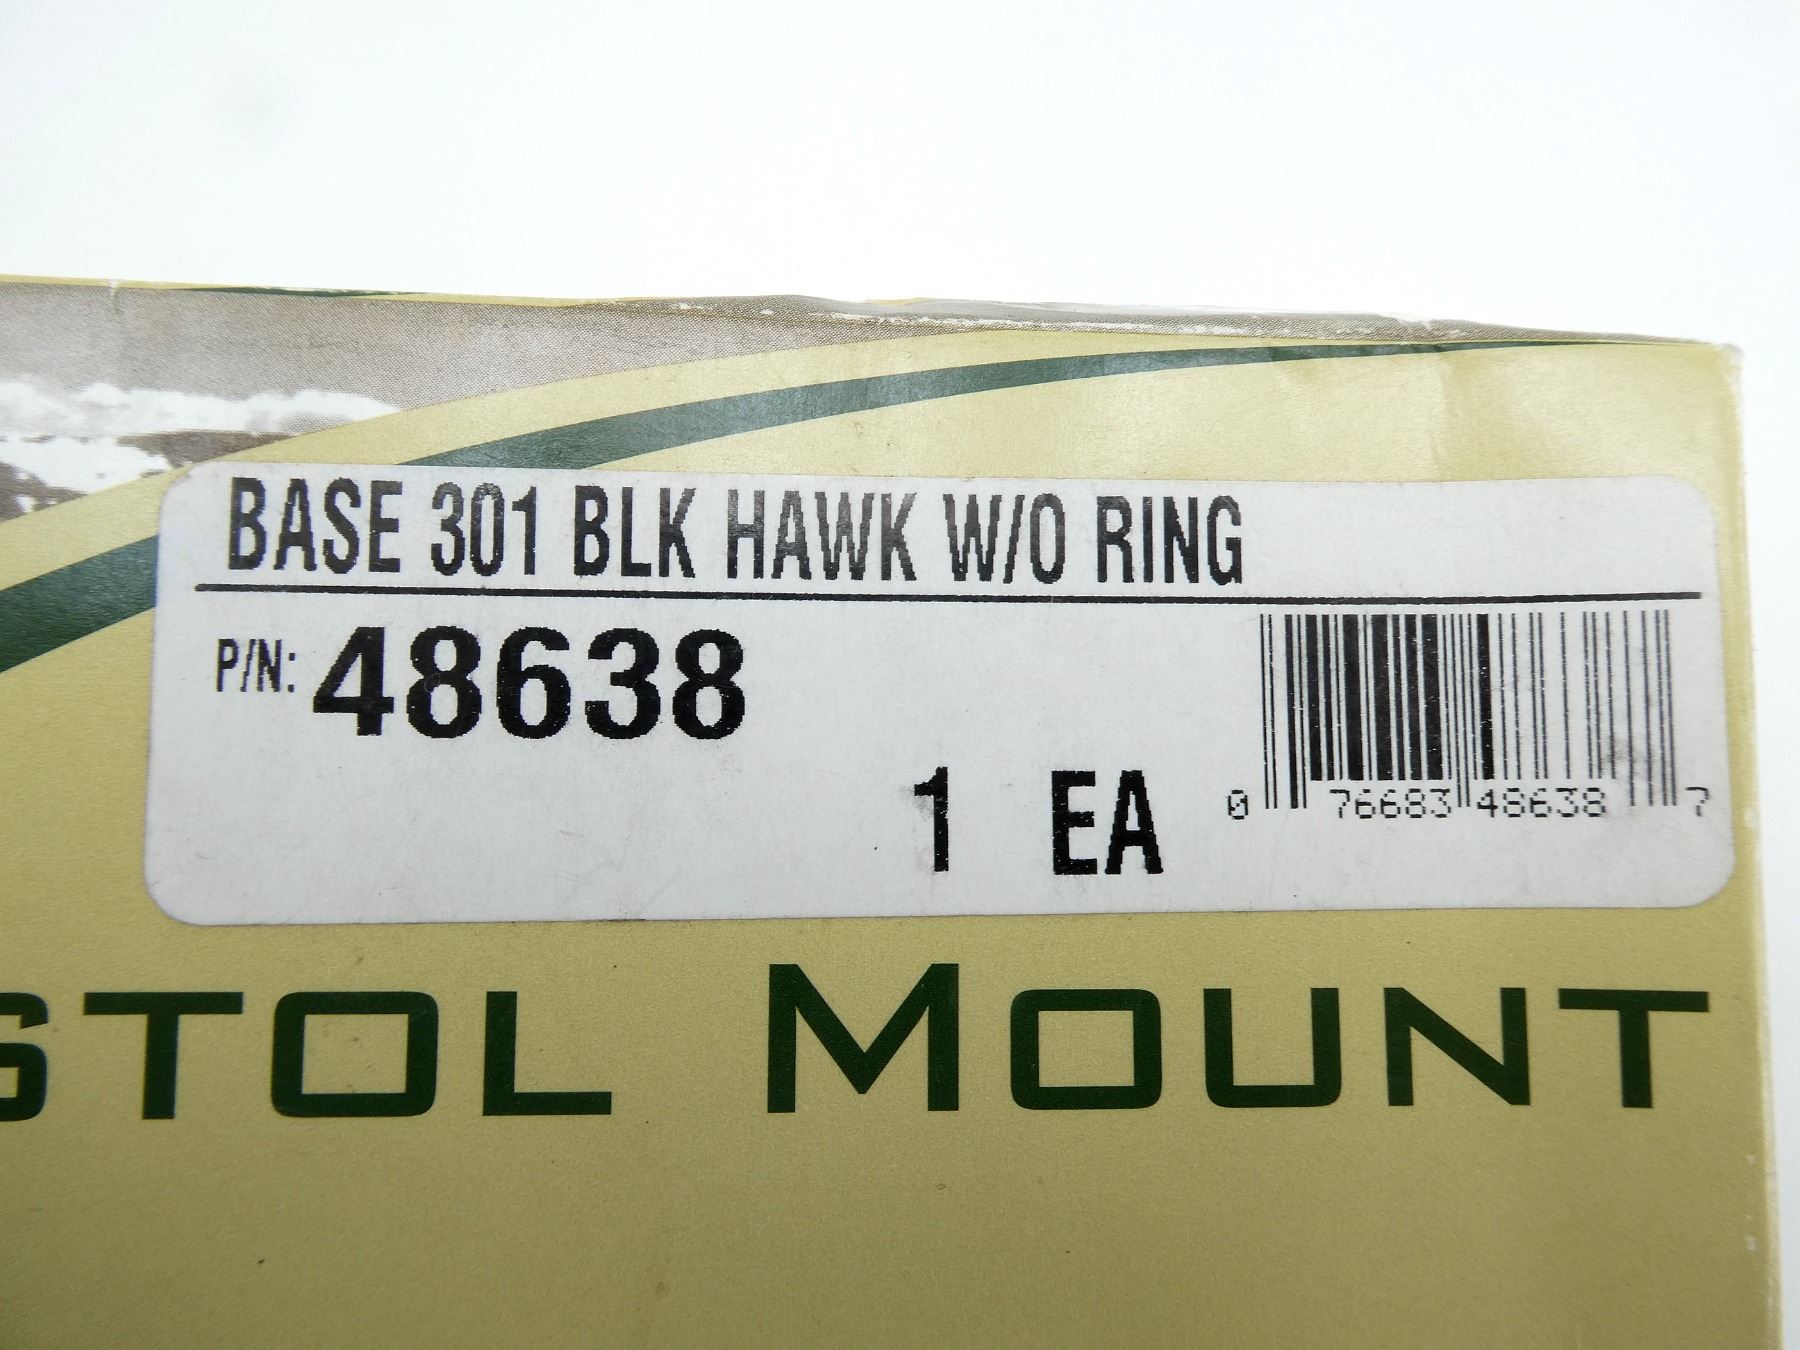 BASE 301 BLK HAWK W/O RING
P/N: 48638
1 EA
0 76683 48638 7
STOL MOUNT